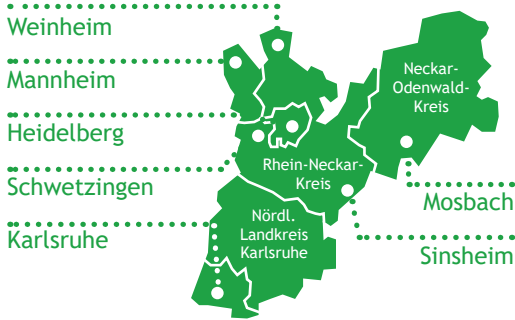 Weinheim
Mannheim
Heidelberg
Schwetzingen
Karlsruhe
Neckar-
Odenwald-
Kreis
Rhein-Neckar-
Kreis
Nördl.
Landkreis
Karlsruhe
Mosbach
Sinsheim